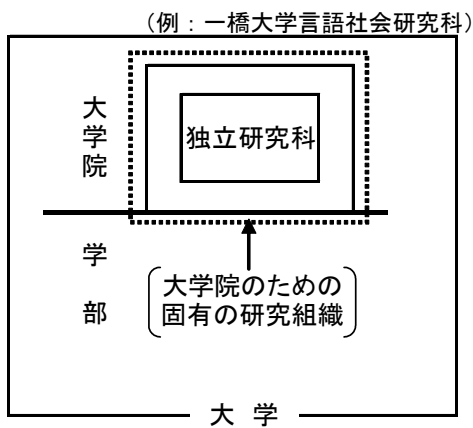 （例：一橋大学言語社会研究科）
大学院
独立研究科
学部
大学院のための
固有の研究組織
大学